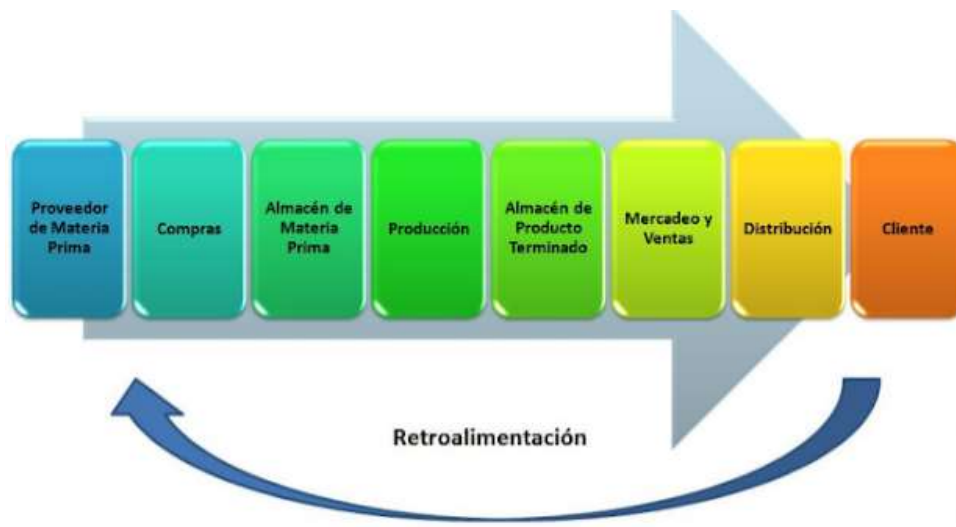 Proveedor
de Materia
Prima
Compras
Almacén de
Materia
Prima
Producción
Almacén de
Producto
Terminado
Mercadeo y
Ventas
Distribución
Cliente
Retroalimentación